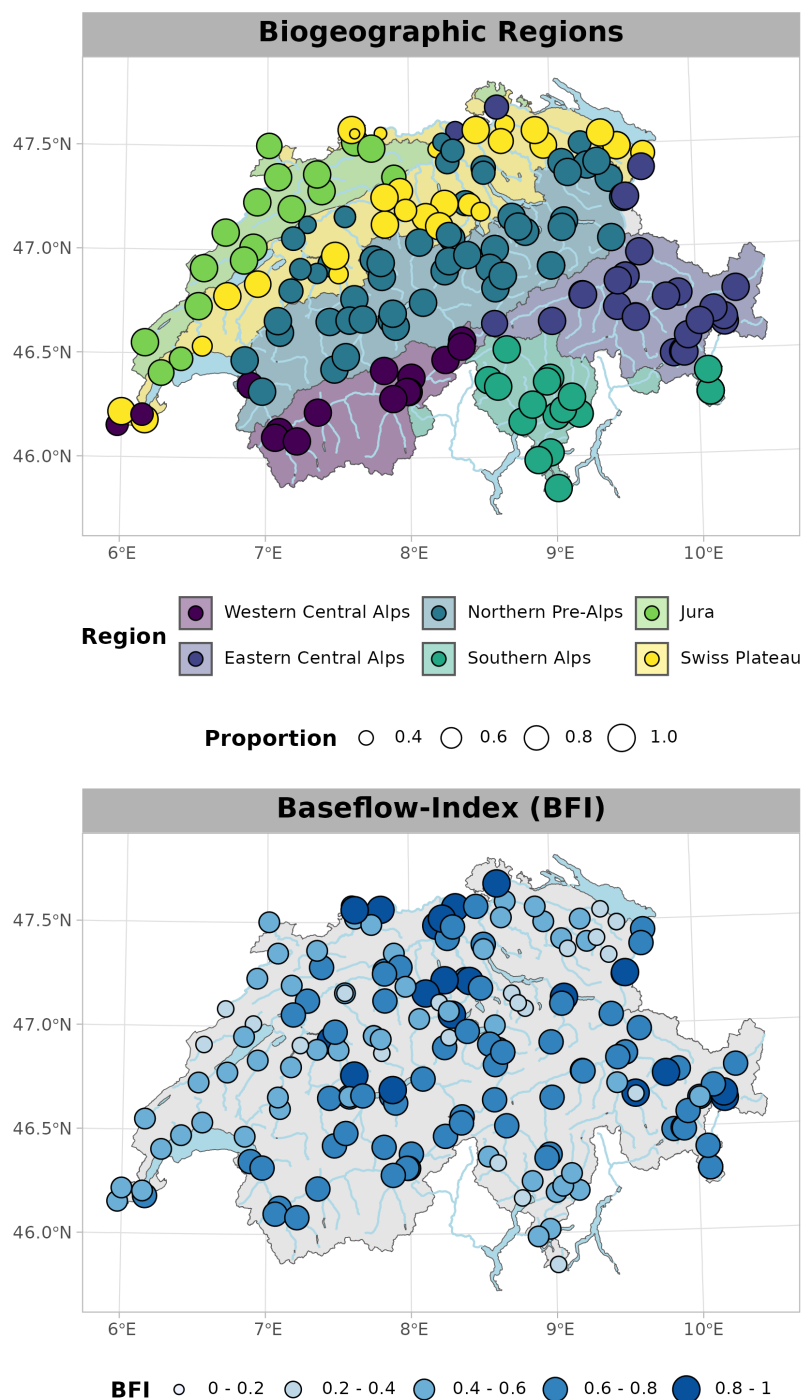 Biogeographic Regions
47.5°N
47.0°N
46.5°N
46.0°N
6°E 7°E 8°E 9°E 10°E
Region
Western Central Alps Northern Pre-Alps Jura
Eastern Central Alps Southern Alps Swiss Plateau
Proportion 0.4 0.6 0.8 1.0
Baseflow-Index (BFI)
47.5°N
47.0°N
46.5°N
46.0°N
6°E 7°E 8°E 9°E 10°E
BFI 0 - 0.2 0.2 - 0.4 0.4 - 0.6 0.6 - 0.8 0.8 - 1